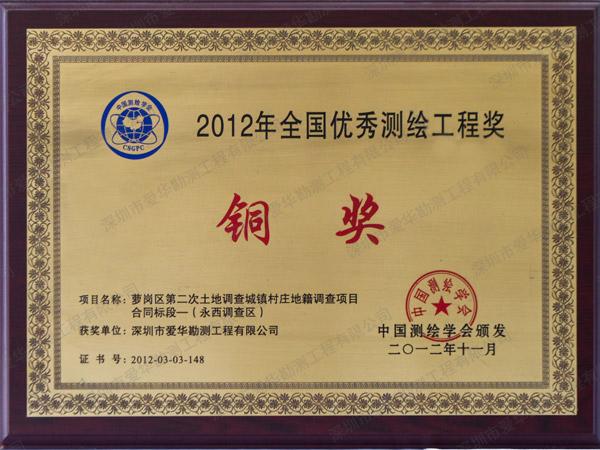 中国测绘学会
CSGPC
2012年全国优秀测绘工程奖
铜 奖
项目名称：萝岗区第二次土地调查城镇村庄地籍调查项目
合同标段一（永西调查区）
获奖单位：深圳市爱华勘测工程有限公司
证 书 号：2012-03-03-148
中国测绘学会
中国测绘学会颁发
二〇一二年十一月
深圳市爱华勘测工程有限公司